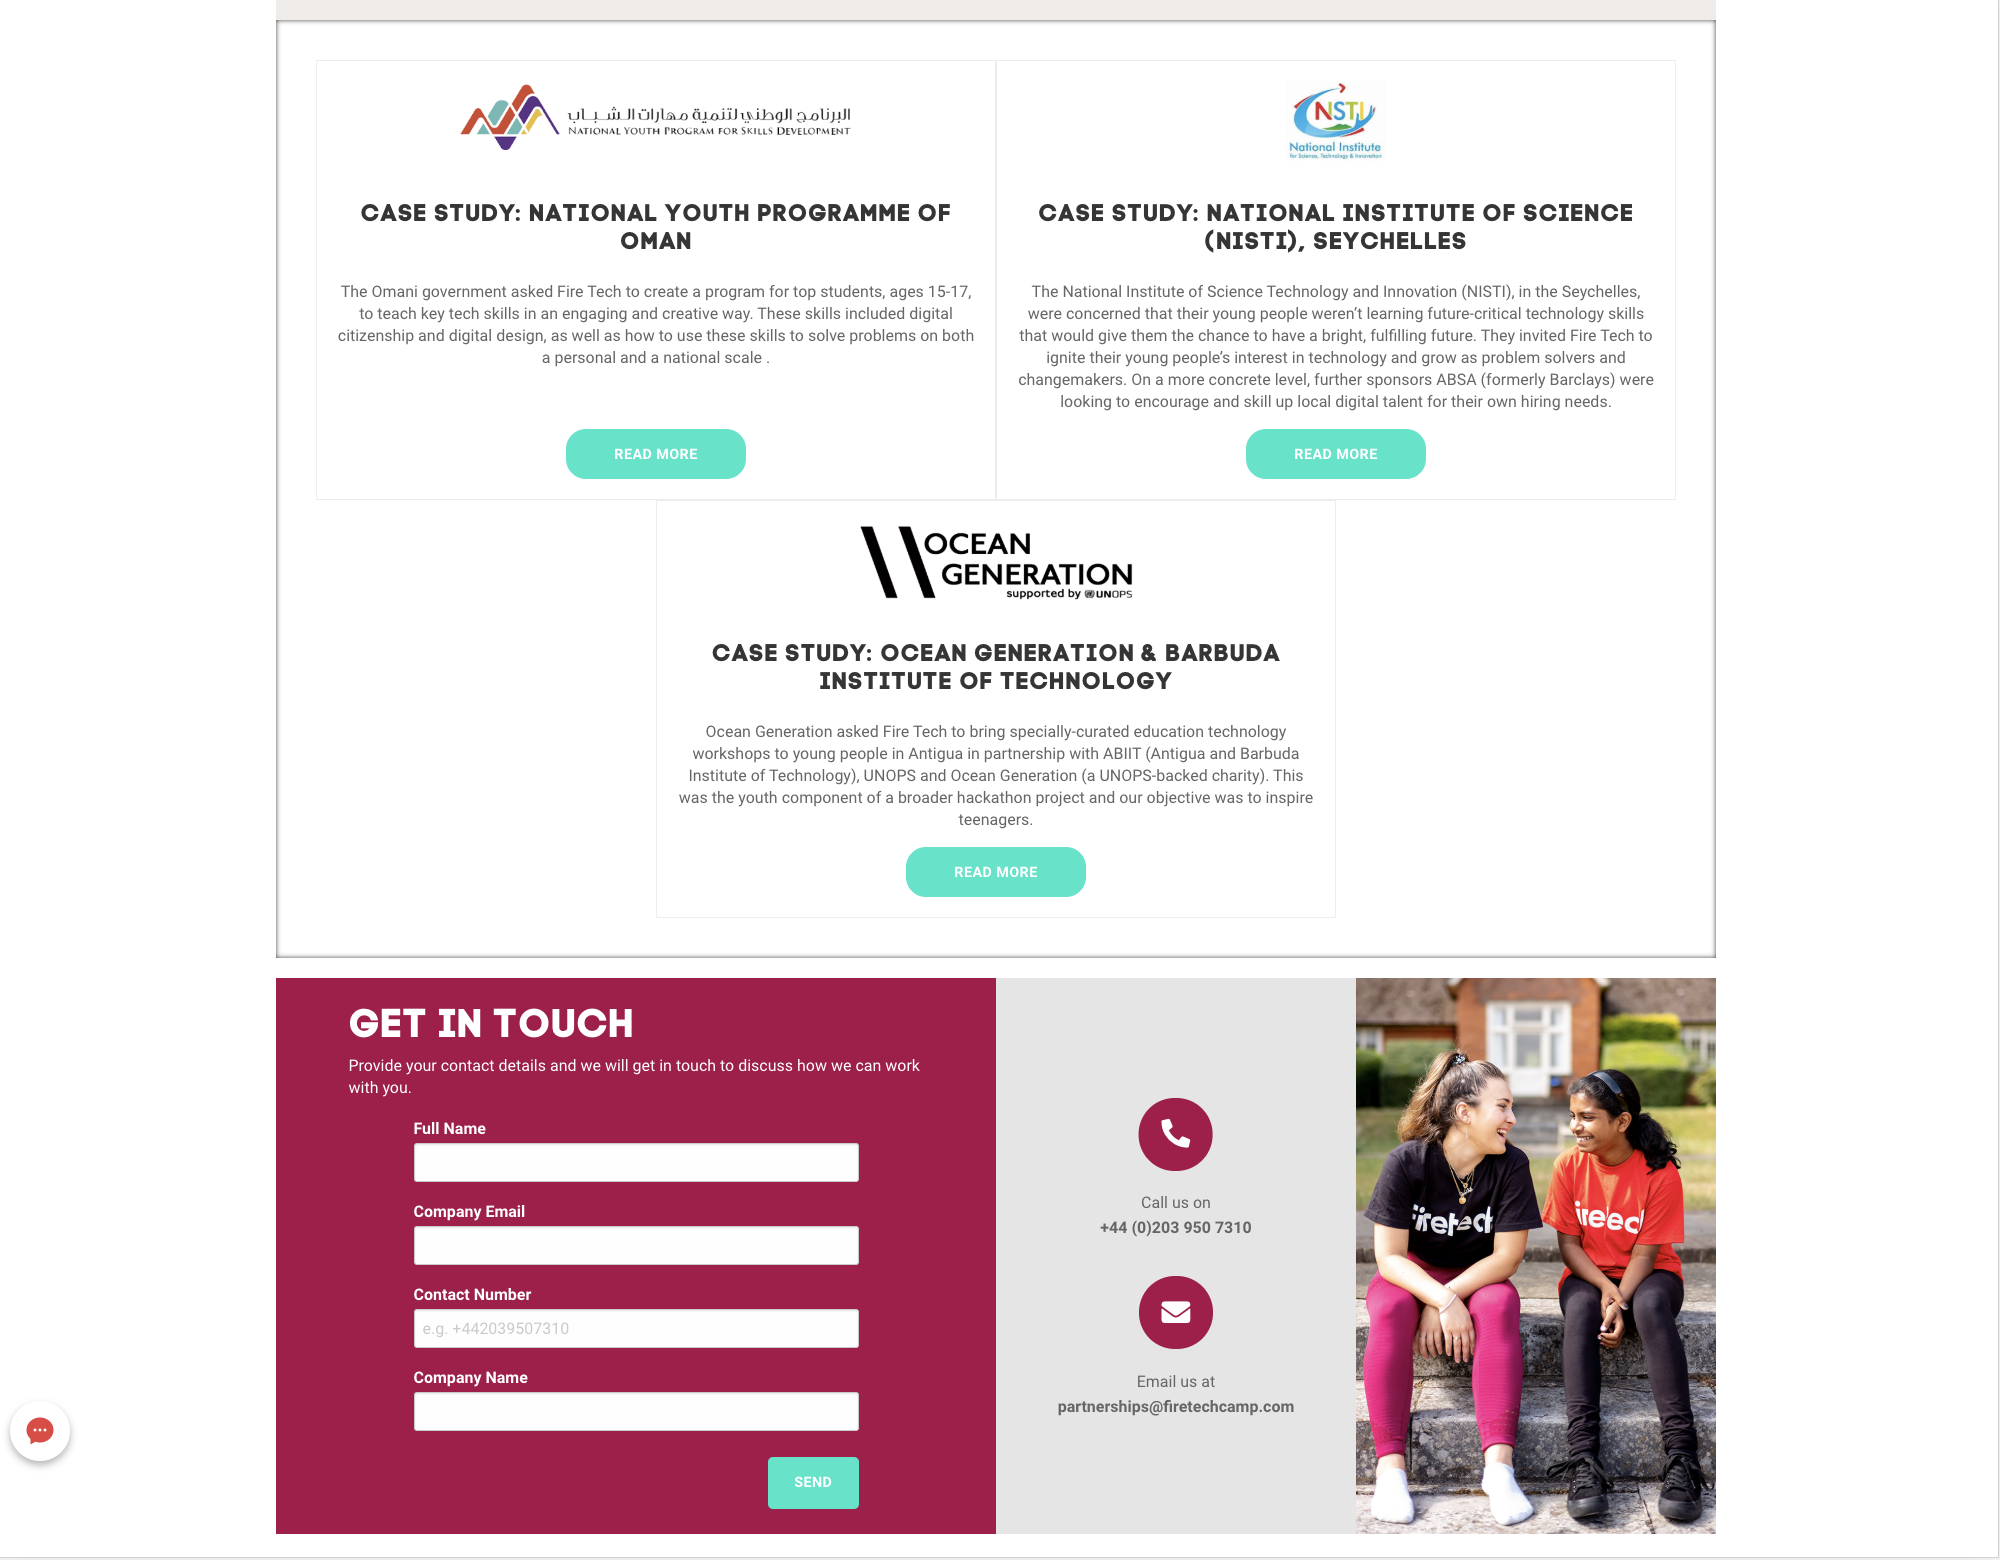 البرنامج الوطني لتنمية مهارات الشباب
NATIONAL YOUTH PROGRAM FOR SKILLS DEVELOPMENT
CASE STUDY: NATIONAL YOUTH PROGRAMME OF
OMAN
The Omani government asked Fire Tech to create a program for top students, ages 15-17,
to teach key tech skills in an engaging and creative way. These skills included digital
citizenship and digital design, as well as how to use these skills to solve problems on both
a personal and a national scale .
READ MORE
NSTI
National Institute
for Science, Technology & Innovation
CASE STUDY: NATIONAL INSTITUTE OF SCIENCE
(NISTI), SEYCHELLES
The National Institute of Science Technology and Innovation (NISTI), in the Seychelles,
were concerned that their young people weren’t learning future-critical technology skills
that would give them the chance to have a bright, fulfilling future. They invited Fire Tech to
ignite their young people’s interest in technology and grow as problem solvers and
changemakers. On a more concrete level, further sponsors ABSA (formerly Barclays) were
looking to encourage and skill up local digital talent for their own hiring needs.
READ MORE
OCEAN
GENERATION
supported by UNOPS
CASE STUDY: OCEAN GENERATION & BARBUDA
INSTITUTE OF TECHNOLOGY
Ocean Generation asked Fire Tech to bring specially-curated education technology
workshops to young people in Antigua in partnership with ABIIT (Antigua and Barbuda
Institute of Technology), UNOPS and Ocean Generation (a UNOPS-backed charity). This
was the youth component of a broader hackathon project and our objective was to inspire
teenagers.
READ MORE
GET IN TOUCH
Provide your contact details and we will get in touch to discuss how we can work
with you.
Full Name
Company Email
Contact Number
e.g. +442039507310
Company Name
SEND
Call us on
+44 (0)203 950 7310
Email us at
partnerships@firetechcamp.com
firetech